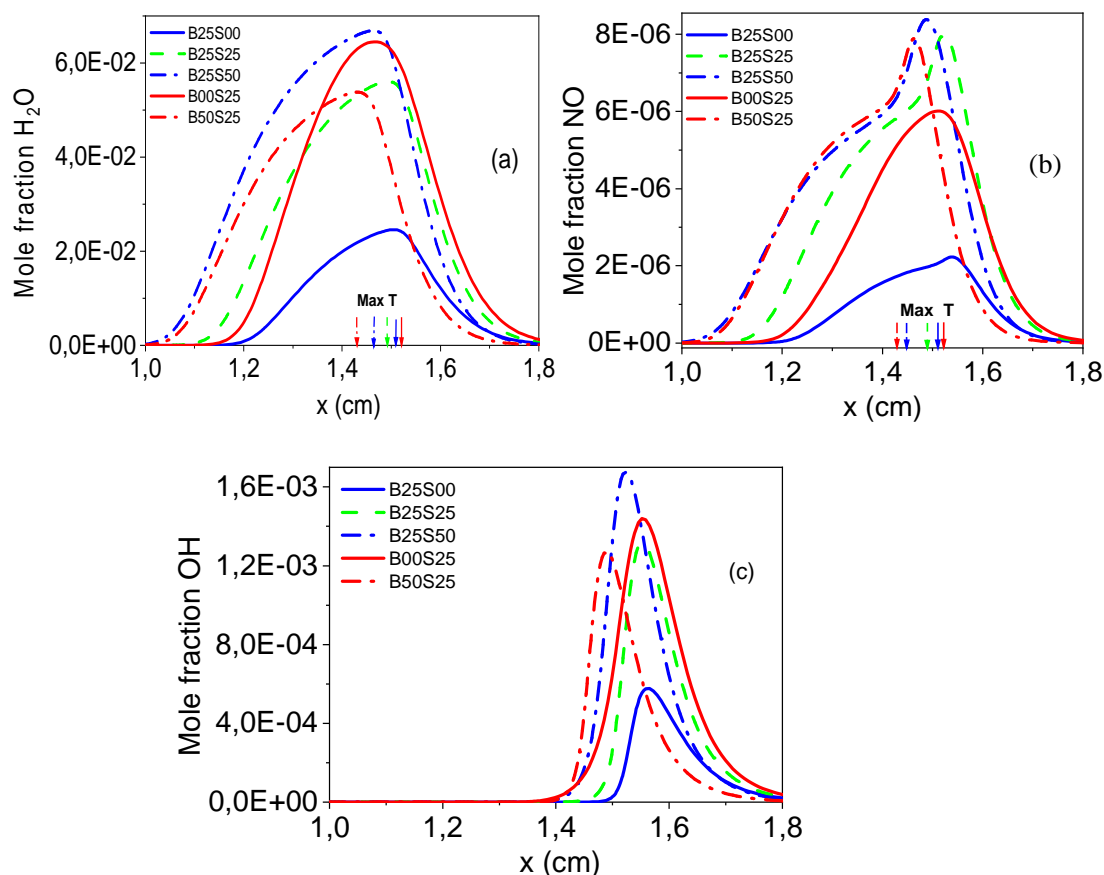 Mole fraction H2O
6,0E-02
4,0E-02
2,0E-02
0,0E+00
B25S00
B25S25
B25S50
B00S25
B50S25
(a)
Max T
1,0 1,2 1,4 1,6 1,8
x (cm)
Mole fraction NO
8E-06
6E-06
4E-06
2E-06
0E+00
B25S00
B25S25
B25S50
B00S25
B50S25
(b)
Max T
1,0 1,2 1,4 1,6 1,8
x (cm)
Mole fraction OH
1,6E-03
1,2E-03
8,0E-04
4,0E-04
0,0E+00
B25S00
B25S25
B25S50
B00S25
B50S25
(c)
1,0 1,2 1,4 1,6 1,8
x (cm)